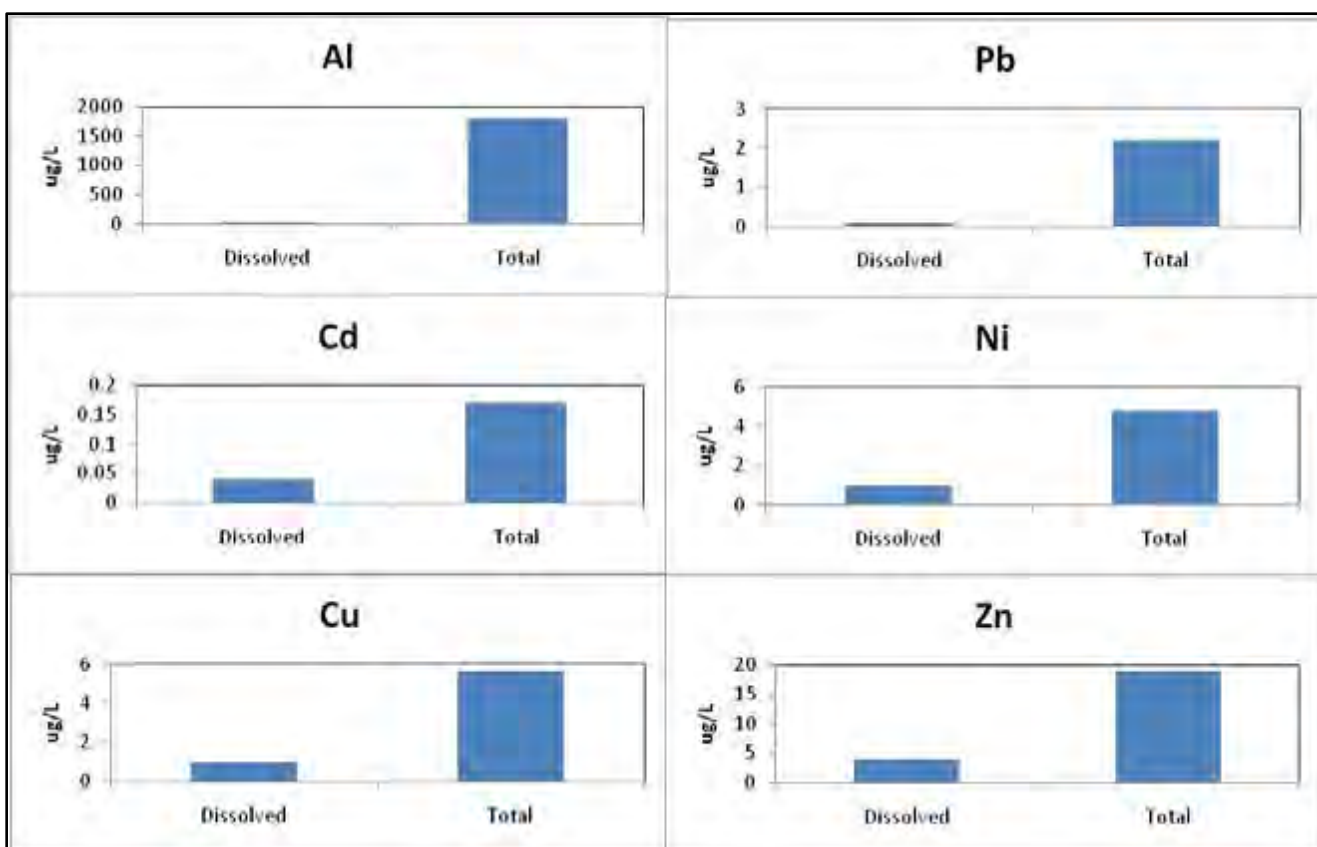 Al
2000
1500
1000
500
0
ug/L
Dissolved Total
Pb
3
2
1
0
ug/L
Dissolved Total
Cd
0.2
0.15
0.1
0.05
0
ug/L
Dissolved Total
Ni
6
4
2
0
ug/L
Dissolved Total
Cu
6
4
2
0
ug/L
Dissolved Total
Zn
20
15
10
5
0
ug/L
Dissolved Total